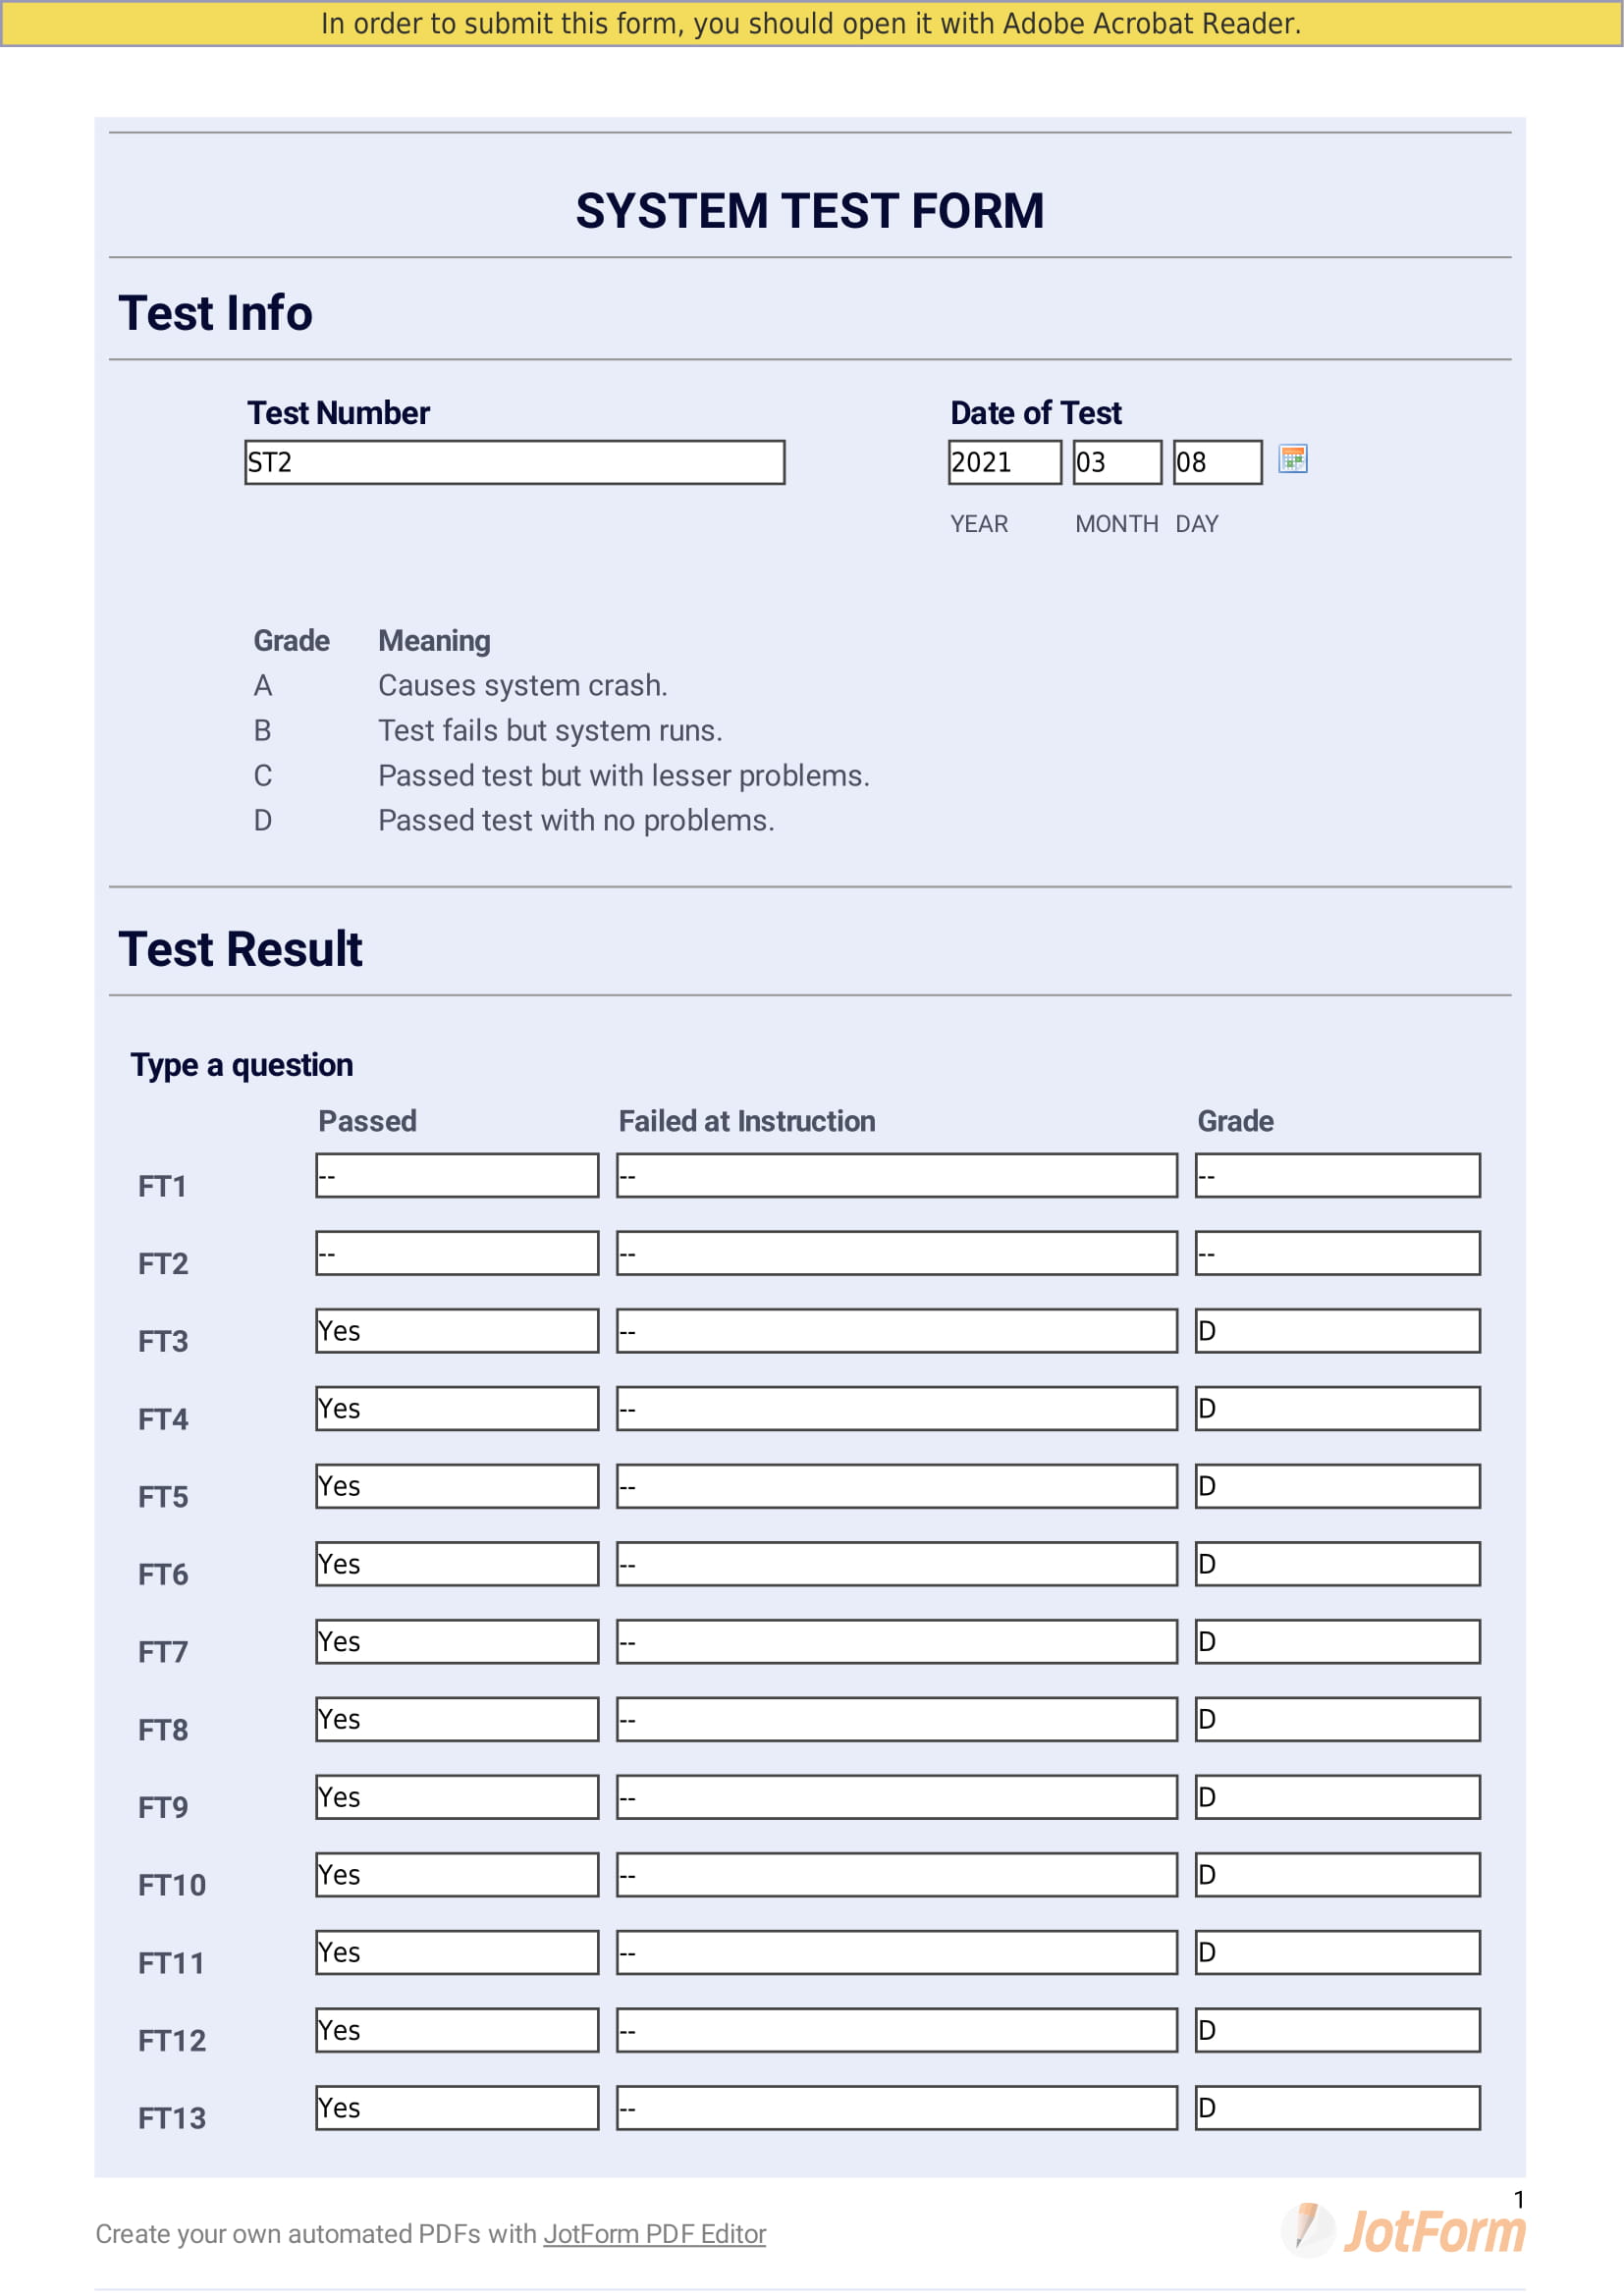 In order to submit this form, you should open it with Adobe Acrobat Reader.
SYSTEM TEST FORM
Test Info
Test Number Date of Test
ST2 2021 03 08
YEAR MONTH DAY
Grade Meaning
A Causes system crash.
B Test fails but system runs.
C Passed test but with lesser problems.
D Passed test with no problems.
Test Result
Type a question
Passed Failed at Instruction Grade
FT1 -- -- --
FT2 -- -- --
FT3 Yes -- D
FT4 Yes -- D
FT5 Yes -- D
FT6 Yes -- D
FT7 Yes -- D
FT8 Yes -- D
FT9 Yes -- D
FT10 Yes -- D
FT11 Yes -- D
FT12 Yes -- D
FT13 Yes -- D
1
Create your own automated PDFs with JotForm PDF Editor JotForm